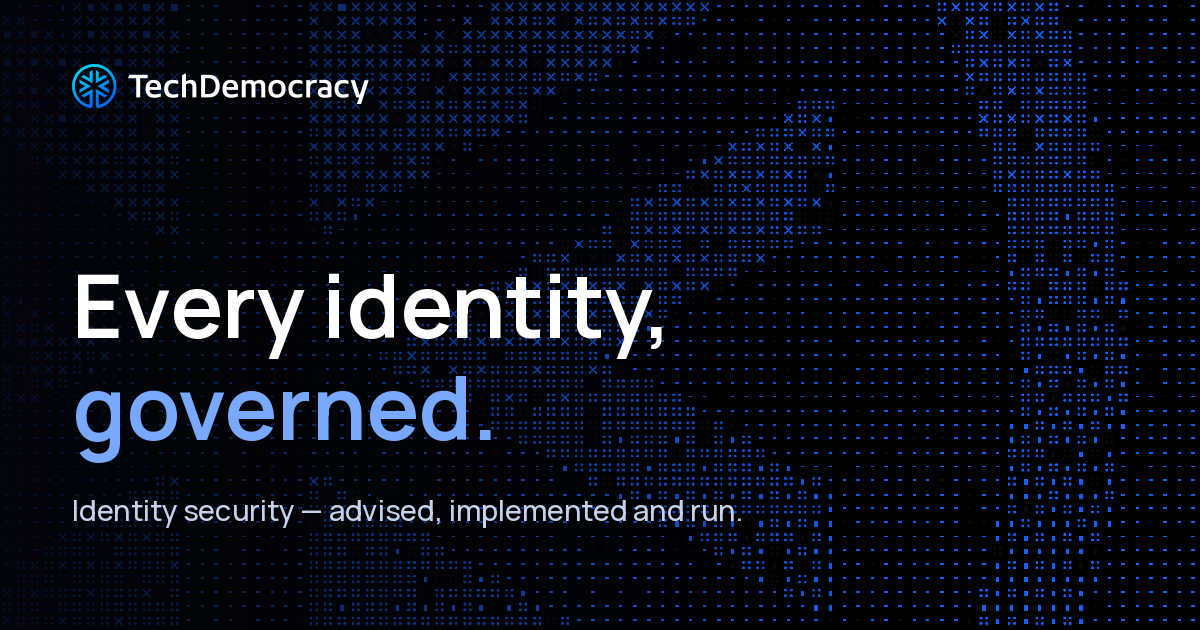 TechDemocracy
Every identity,
governed.
Identity security — advised, implemented and run.